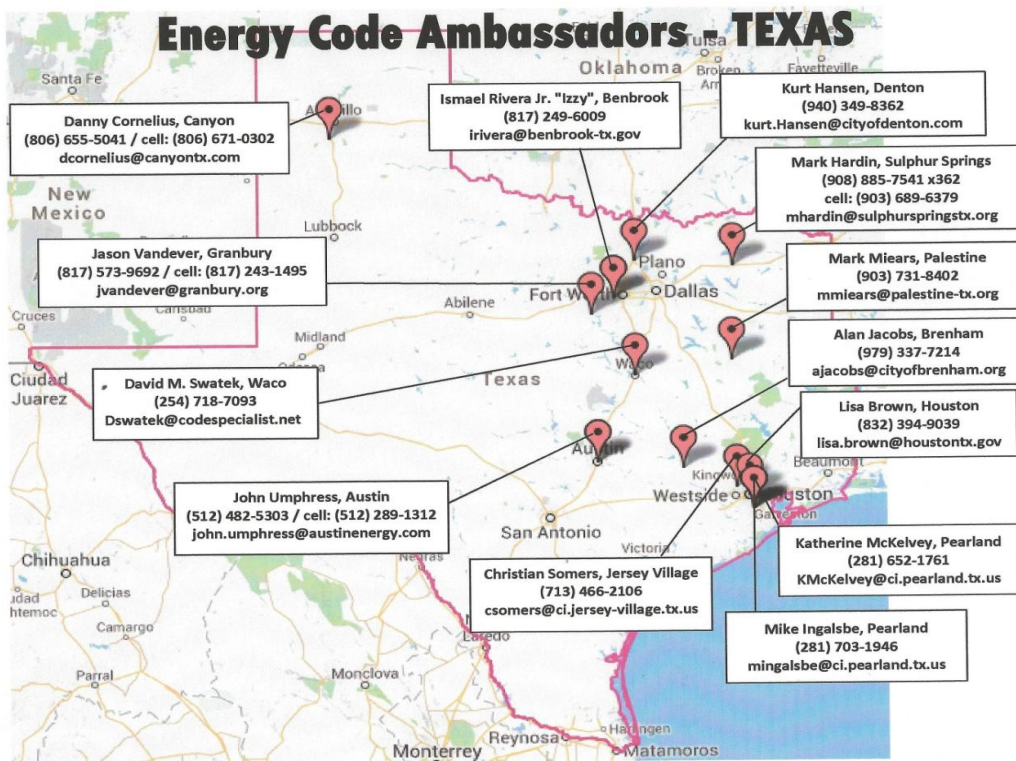 Energy Code Ambassadors - TEXAS
Danny Cornelius, Canyon
(806) 655-5041 / cell: (806) 671-0302
dcornelius@canyontx.com
Ismael Rivera Jr. "Izzy", Benbrook
(817) 249-6009
irivera@benbrook-tx.gov
Kurt Hansen, Denton
(940) 349-8362
kurt.Hansen@cityofdenton.com
Mark Hardin, Sulphur Springs
(908) 885-7541 x362
cell: (903) 689-6379
mhardin@sulphurspringstx.org
Jason Vandever, Granbury
(817) 573-9692 / cell: (817) 243-1495
jvandever@granbury.org
Mark Miears, Palestine
(903) 731-8402
mmiears@palestine-tx.org
Alan Jacobs, Brenham
(979) 337-7214
ajacobs@cityofbrenham.org
David M. Swatek, Waco
(254) 718-7093
Dswatek@codespecialist.net
Lisa Brown, Houston
(832) 394-9039
lisa.brown@houstontx.gov
John Umphress, Austin
(512) 482-5303 / cell: (512) 289-1312
john.umphress@austinenergy.com
Katherine McKelvey, Pearland
(281) 652-1761
KMcKelvey@ci.pearland.tx.us
Christian Somers, Jersey Village
(713) 466-2106
csomers@ci.jersey-village.tx.us
Mike Ingalsbe, Pearland
(281) 703-1946
mingalsbe@ci.pearland.tx.us
Tulsa
Oklahoma
Broken
Fayetteville
Santa Fe
New
Mexico
Lubbock
Plano
Fort Worth
Dallas
Abilene
Carlsbad
Cruces
Midland
Ciudad
Juarez
Texas
Waco
Austin
Beaumont
Westside
Houston
Galveston
San Antonio
Victoria
Chihuahua
Delicias
Camargo
Laredo
Parral
Monclova
Reynosa
Harlingen
Monterrey
Matamoros